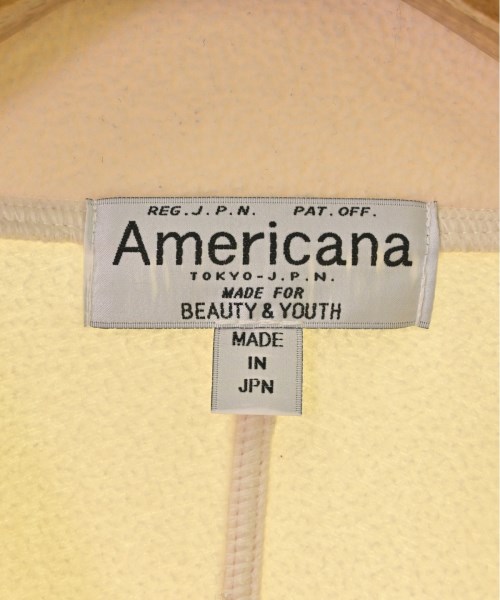 REG.J.P.N. PAT.OFF.
Americana
TOKYO-J.P.N.
MADE FOR
BEAUTY & YOUTH
MADE
IN
JPN